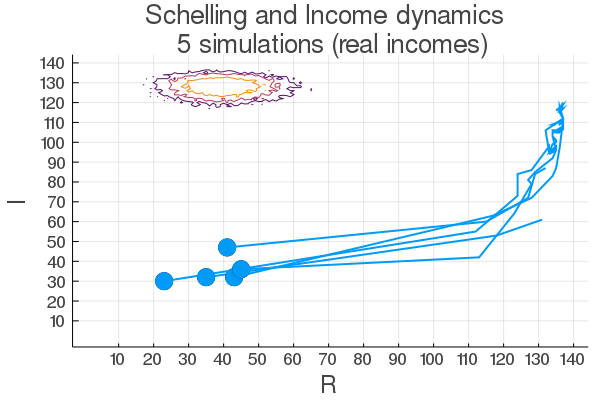 Schelling and Income dynamics
5 simulations (real incomes)
140
130
120
110
100
90
80
70
60
50
40
30
20
10
I
10 20 30 40 50 60 70 80 90 100 110 120 130 140
R